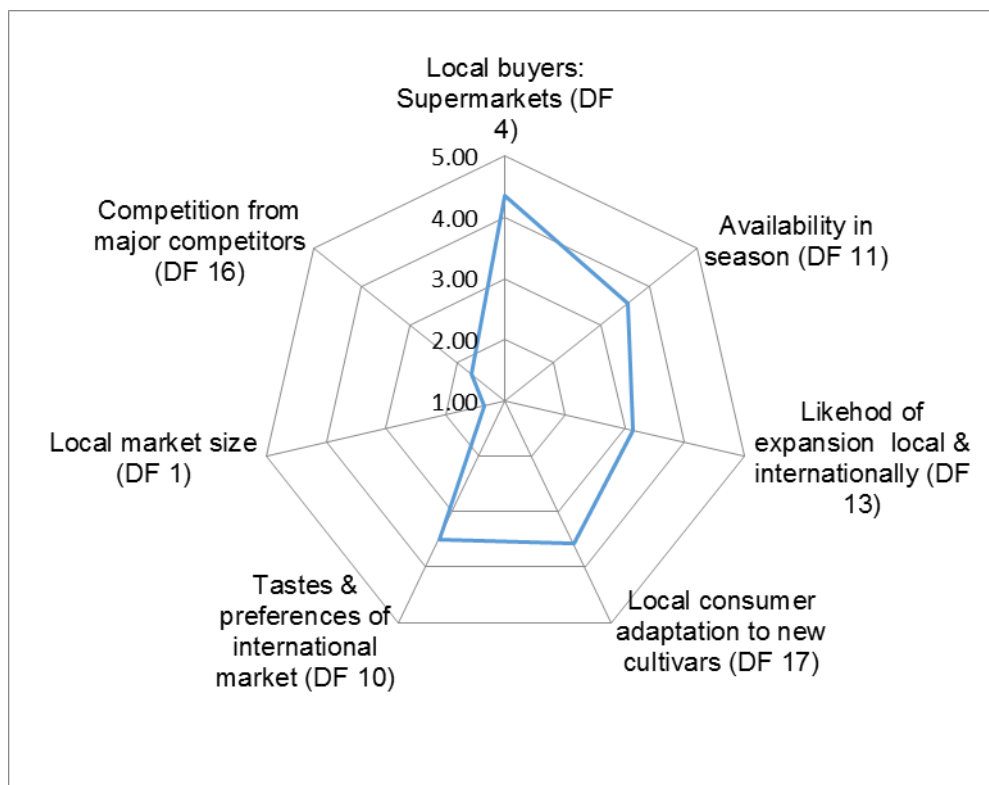 Local buyers:
Supermarkets (DF
4)
5.00
4.00
3.00
2.00
1.00
Availability in
season (DF 11)
Likehod of
expansion local &
internationally (DF
13)
Local consumer
adaptation to new
cultivars (DF 17)
Tastes &
preferences of
international
market (DF 10)
Local market size
(DF 1)
Competition from
major competitors
(DF 16)